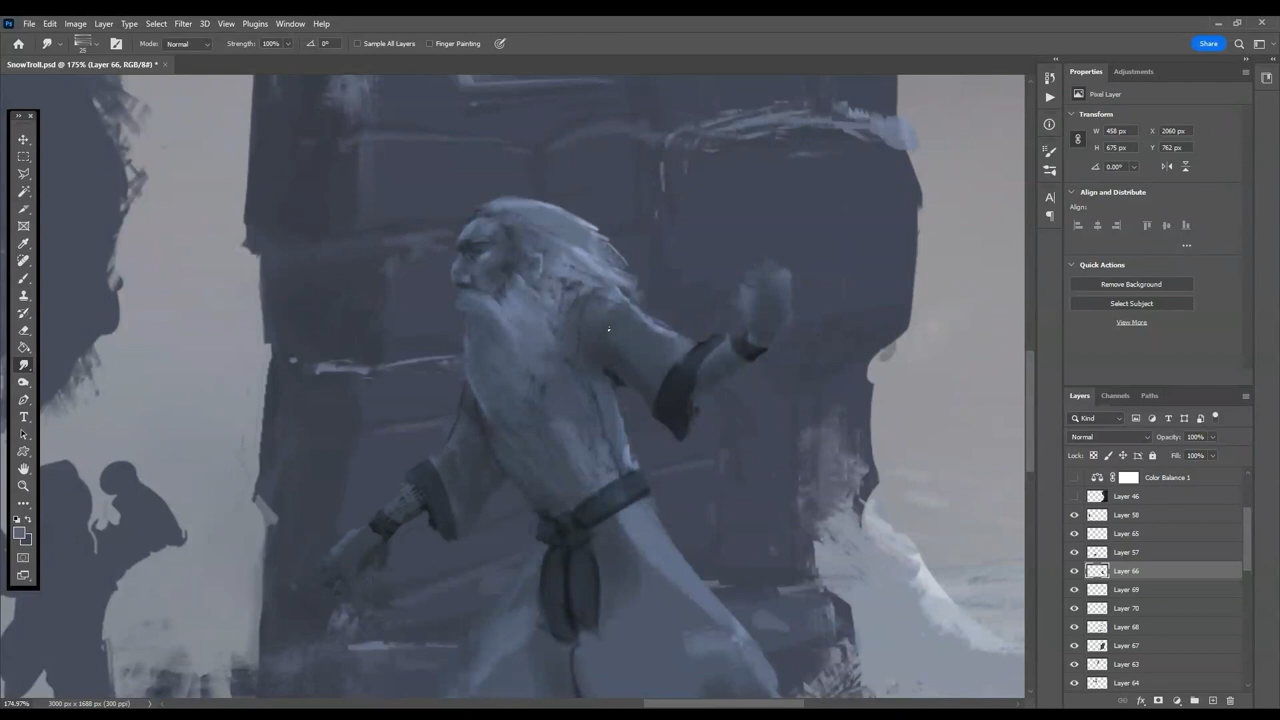 Ps File Edit Image Layer Type Select Filter 3D View Plugins Window Help
25 Mode: Normal Strength: 100% 0° Sample All Layers Finger Painting Share
SnowTroll.psd @ 175% (Layer 66, RGB/8#) * ×
Properties Adjustments
Pixel Layer
Transform
W 458 px X 2060 px
H 675 px Y 762 px
0.00°
Align and Distribute
Align:
Quick Actions
Remove Background
Select Subject
View More
Layers Channels Paths
Kind
Normal Opacity: 100%
Lock: Fill: 100%
Color Balance 1
Layer 46
Layer 58
Layer 65
Layer 57
Layer 66
Layer 69
Layer 70
Layer 68
Layer 67
Layer 63
Layer 64
174.97% 3000 px x 1688 px (300 ppi)